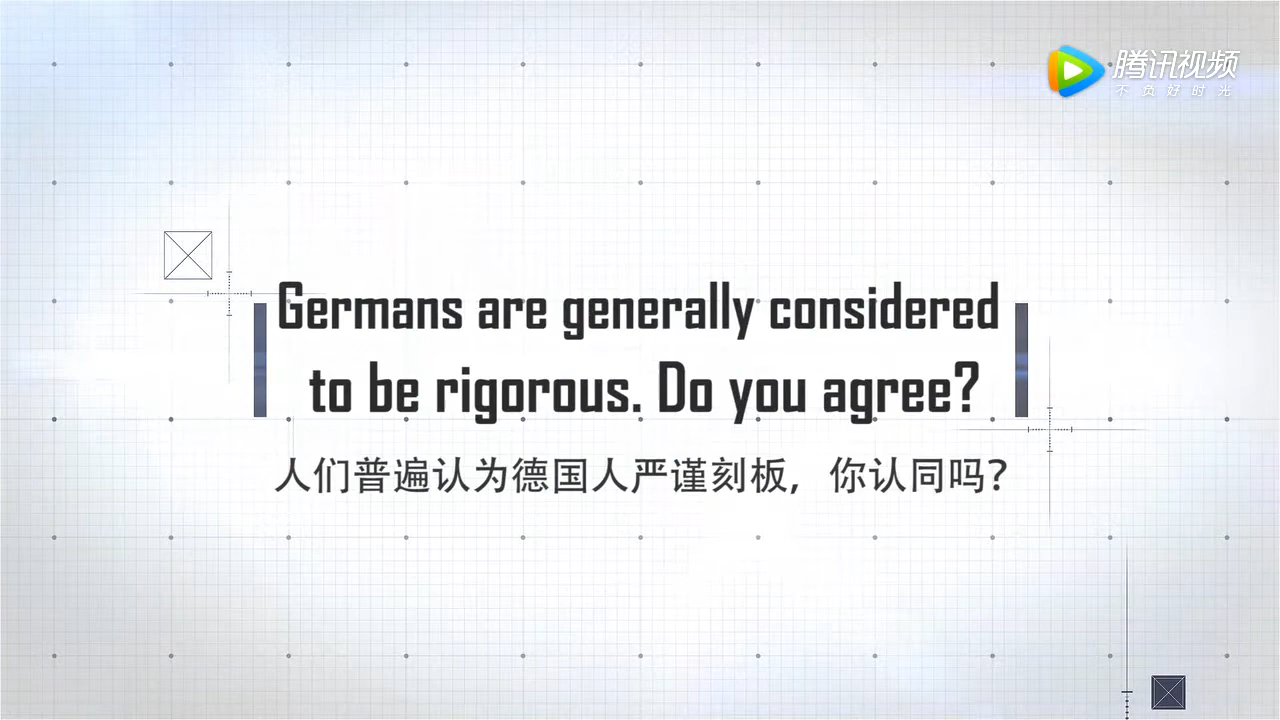 腾讯视频
不负好时光
Germans are generally considered
to be rigorous. Do you agree?
人们普遍认为德国人严谨刻板，你认同吗？